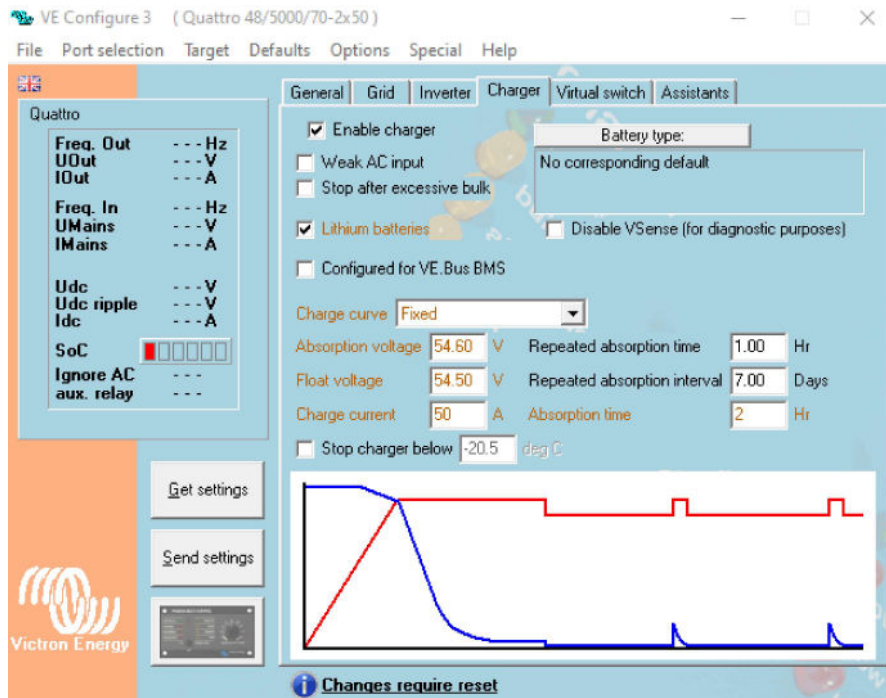 VE Configure 3 ( Quattro 48/5000/70-2x50 )
File Port selection Target Defaults Options Special Help
General Grid Inverter Charger Virtual switch Assistants
Quattro
Freq. Out - - - Hz
UOut - - - V
IOut - - - A
Freq. In - - - Hz
UMains - - - V
IMains - - - A
Udc - - - V
Udc ripple - - - V
Idc - - - A
SoC
Ignore AC - - -
aux. relay - - -
Get settings
Send settings
Victron Energy
Enable charger
Battery type:
Weak AC input
No corresponding default
Stop after excessive bulk
Lithium batteries
Disable VSense (for diagnostic purposes)
Configured for VE.Bus BMS
Charge curve Fixed
Absorption voltage 54.60 V Repeated absorption time 1.00 Hr
Float voltage 54.50 V Repeated absorption interval 7.00 Days
Charge current 50 A Absorption time 2 Hr
Stop charger below -20.5 deg C
Changes require reset